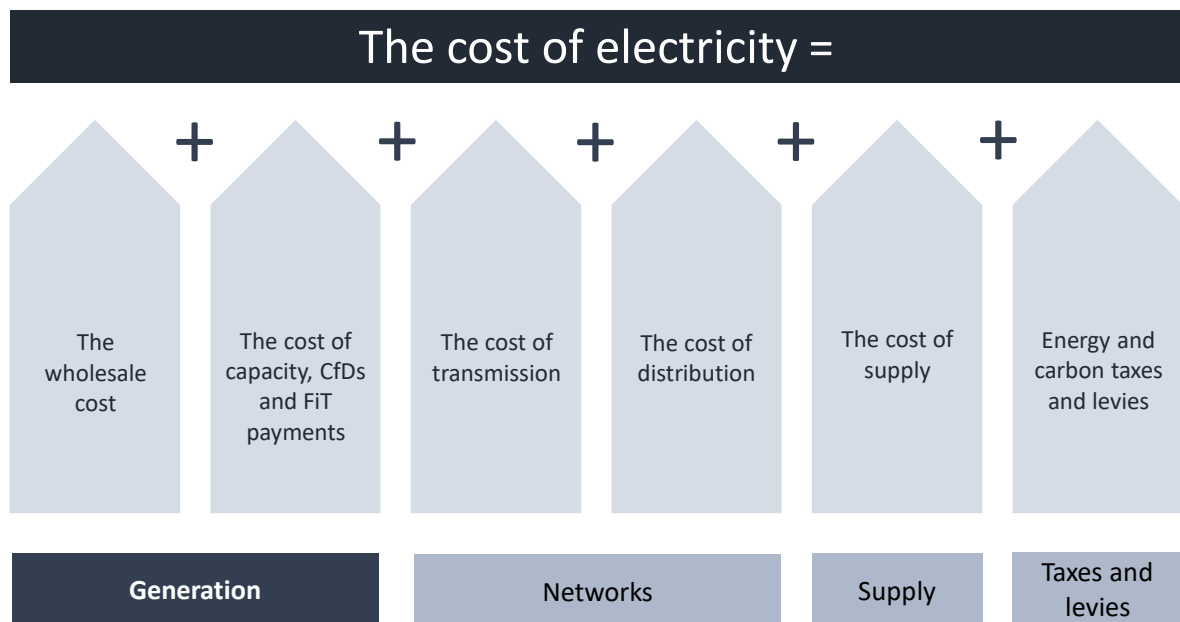 The cost of electricity =
+ + + + +
The
wholesale
cost
The cost of
capacity, CfDs
and FiT
payments
The cost of
transmission
The cost of
distribution
The cost of
supply
Energy and
carbon taxes
and levies
Generation
Networks
Supply
Taxes and
levies